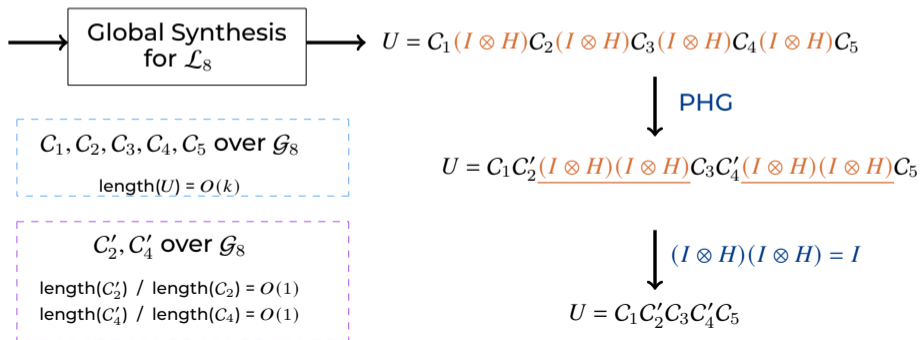 Global Synthesis
for ℒ₈
U = C₁(I ⊗ H)C₂(I ⊗ H)C₃(I ⊗ H)C₄(I ⊗ H)C₅
PHG
C₁, C₂, C₃, C₄, C₅ over 𝒢₈
length(U) = O(k)
U = C₁C₂′(I ⊗ H)(I ⊗ H)C₃C₄′(I ⊗ H)(I ⊗ H)C₅
C₂′, C₄′ over 𝒢₈
length(C₂′) / length(C₂) = O(1)
length(C₄′) / length(C₄) = O(1)
(I ⊗ H)(I ⊗ H) = I
U = C₁C₂′C₃C₄′C₅